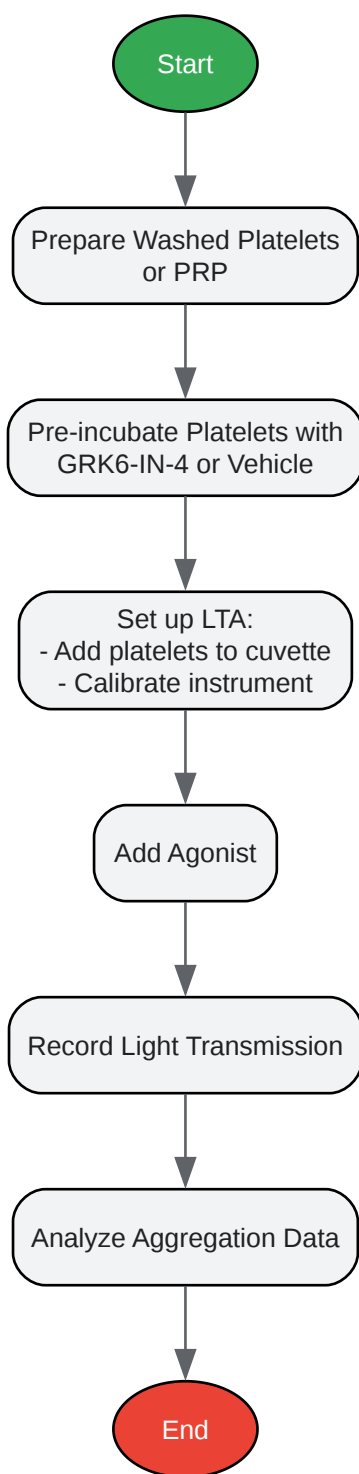 Start
Prepare Washed Platelets
or PRP
Pre-incubate Platelets with
GRK6-IN-4 or Vehicle
Set up LTA:
- Add platelets to cuvette
- Calibrate instrument
Add Agonist
Record Light Transmission
Analyze Aggregation Data
End